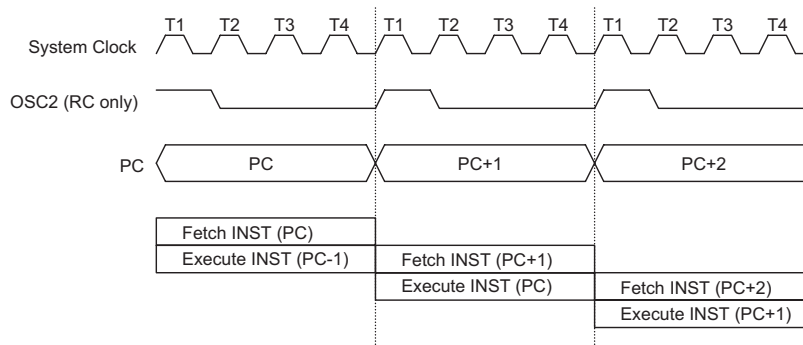 T1 T2 T3 T4 T1 T2 T3 T4 T1 T2 T3 T4
System Clock
OSC2 (RC only)
PC PC PC+1 PC+2
Fetch INST (PC)
Execute INST (PC-1) Fetch INST (PC+1)
Execute INST (PC) Fetch INST (PC+2)
Execute INST (PC+1)